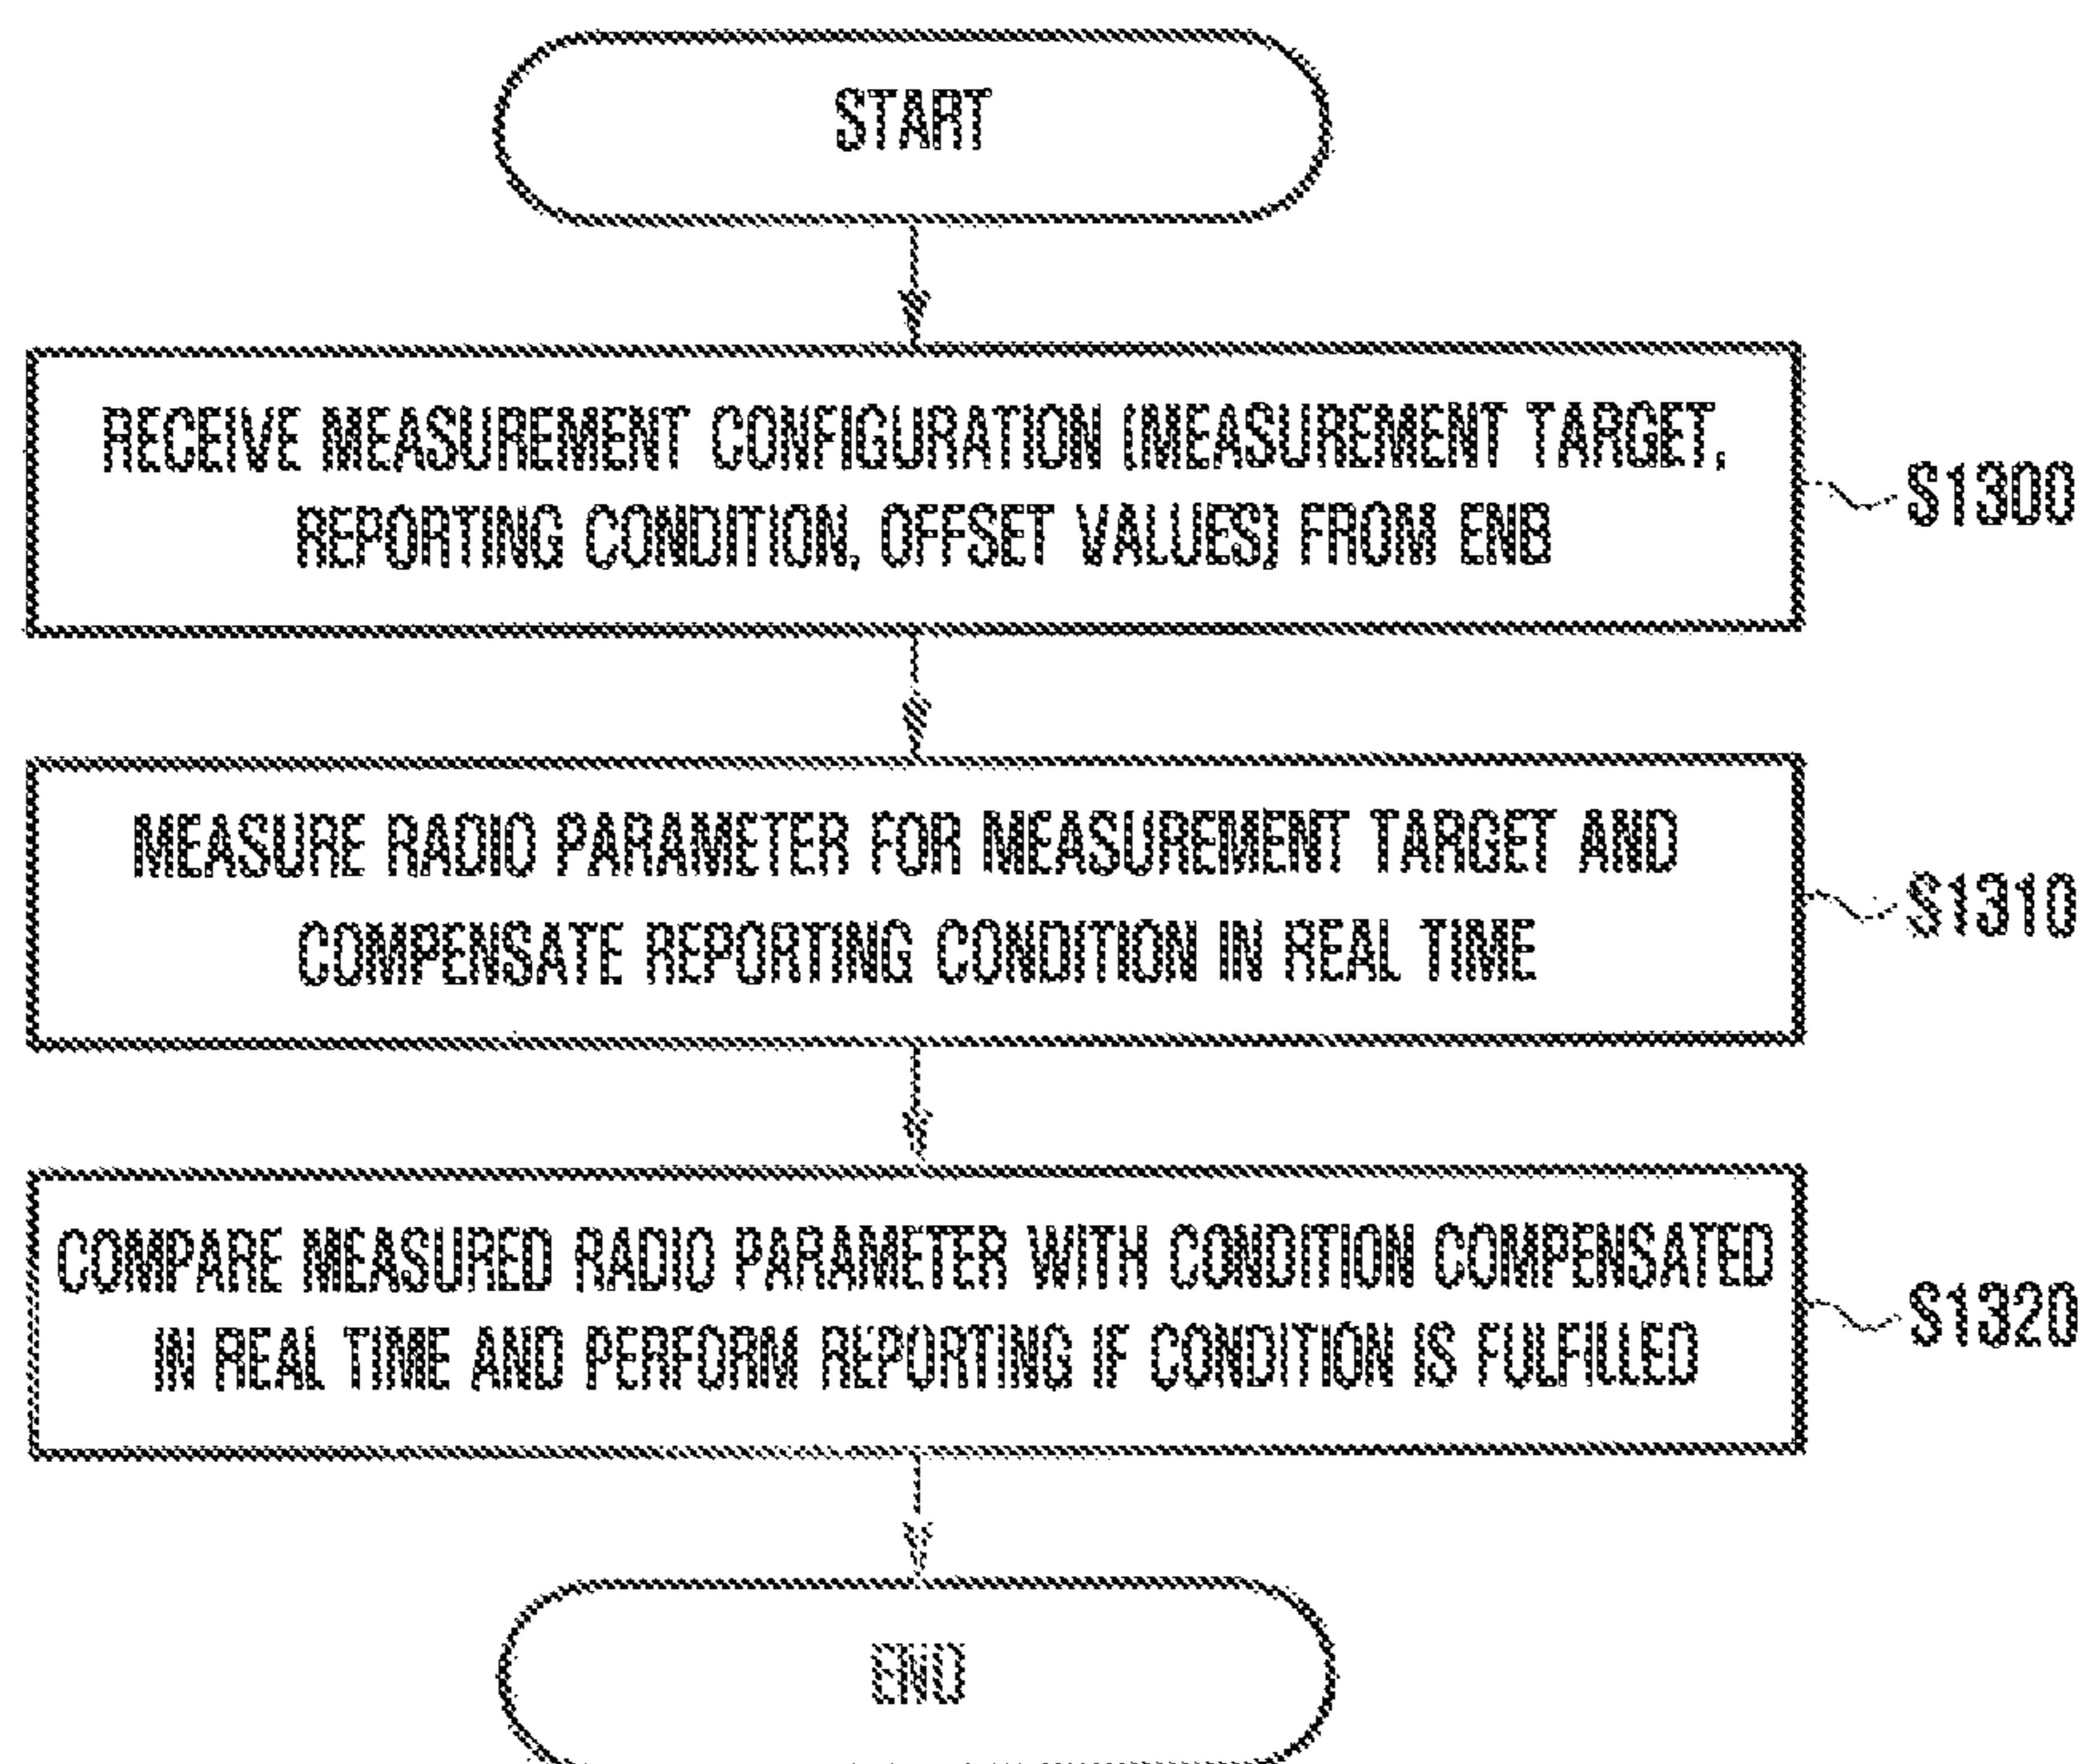 START
RECEIVE MEASUREMENT CONFIGURATION (MEASUREMENT TARGET,
REPORTING CONDITION, OFFSET VALUES) FROM ENB
S1300
MEASURE RADIO PARAMETER FOR MEASUREMENT TARGET AND
COMPENSATE REPORTING CONDITION IN REAL TIME
S1310
COMPARE MEASURED RADIO PARAMETER WITH CONDITION COMPENSATED
IN REAL TIME AND PERFORM REPORTING IF CONDITION IS FULFILLED
S1320
END